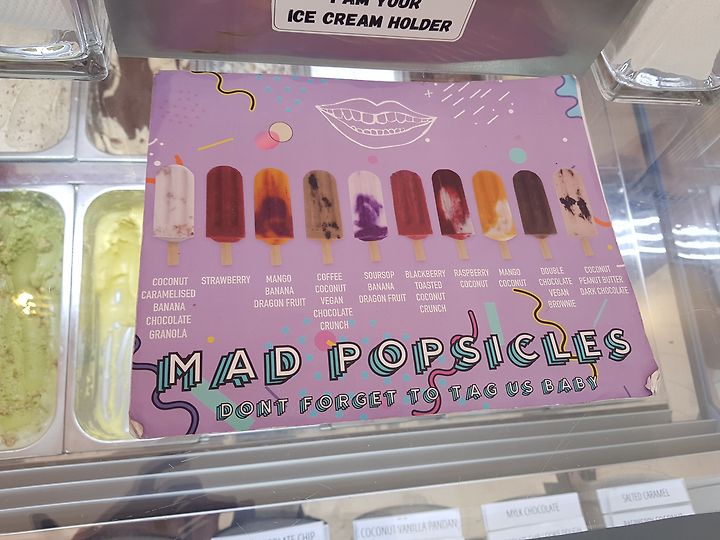 I AM YOUR
ICE CREAM HOLDER
COCONUT
CARAMELISED
BANANA
CHOCOLATE
GRANOLA
STRAWBERRY
MANGO
BANANA
DRAGON FRUIT
COFFEE
COCONUT
VEGAN
CHOCOLATE
CRUNCH
SOURSOP
BANANA
DRAGON FRUIT
BLACKBERRY
TOASTED
COCONUT
CRUNCH
RASPBERRY
COCONUT
MANGO
COCONUT
DOUBLE
CHOCOLATE
VEGAN
BROWNIE
COCONUT
PEANUT BUTTER
DARK CHOCOLATE
MAD POPSICLES
DONT FORGET TO TAG US BABY
CHIP
COCONUT VANILLA PANDAN
MYLK CHOCOLATE
SALTED CARAMEL